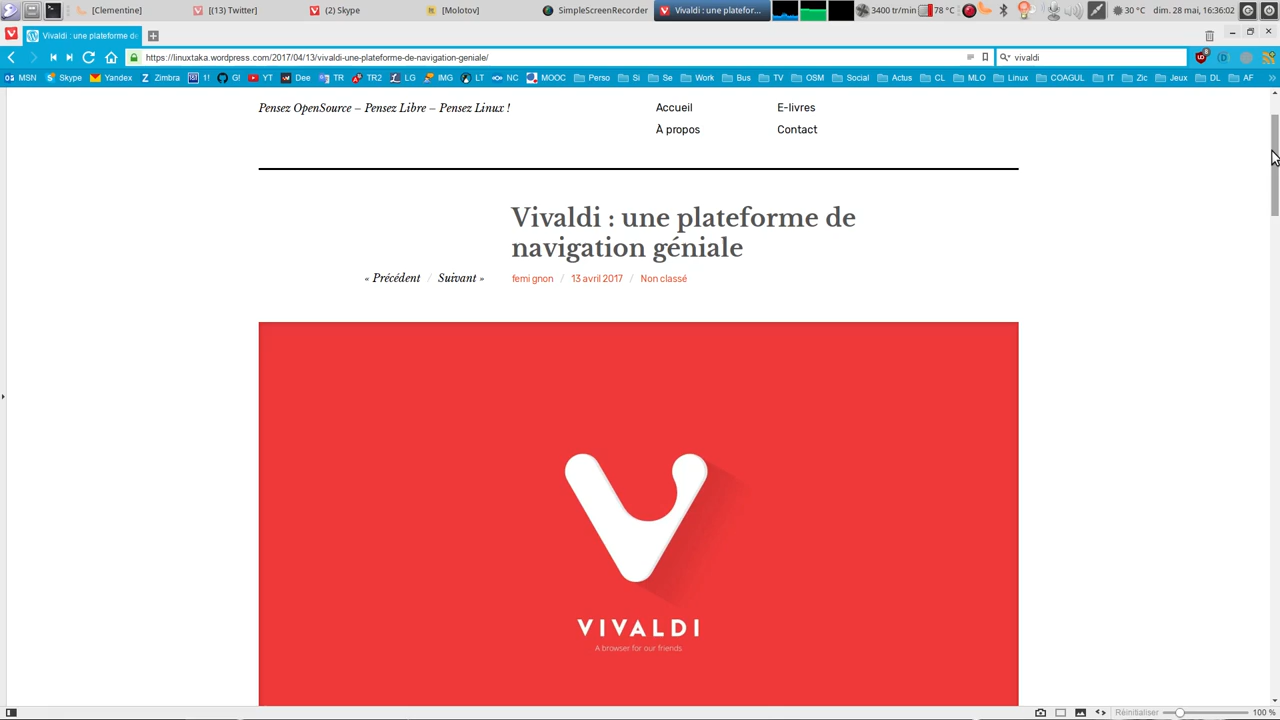 [Clementine]
[(13) Twitter]
(2) Skype
[Molotov]
SimpleScreenRecorder
Vivaldi : une platefor...
3400 tr/min
78 °C
30 °C
dim. 28 mai, 16:36:02
Vivaldi : une plateforme de
https://linuxtaka.wordpress.com/2017/04/13/vivaldi-une-plateforme-de-navigation-geniale/
vivaldi
MSN
Skype
Yandex
Zimbra
1!
G!
YT
Dee
TR
TR2
LG
IMG
LT
NC
MOOC
Perso
Si
Se
Work
Bus
TV
OSM
Social
Actus
CL
MLO
Linux
COAGUL
IT
Zic
Jeux
DL
AF
Pensez OpenSource – Pensez Libre – Pensez Linux !
Accueil
E-livres
À propos
Contact
Vivaldi : une plateforme de
navigation géniale
« Précédent / Suivant »
femi gnon / 13 avril 2017 / Non classé
VIVALDI
A browser for our friends
Réinitialiser
100 %